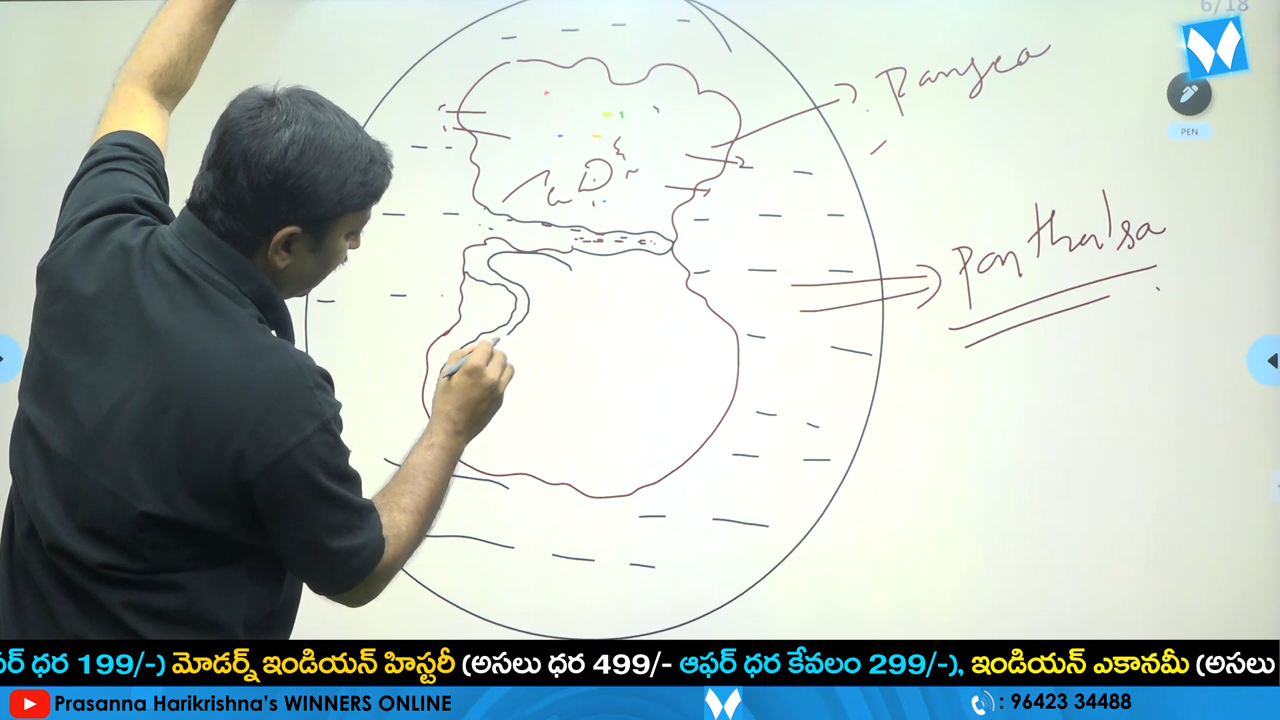 6/18
PEN
Pangea
Panthalsa
ఫర్ ధర 199/-) మోడర్న్ ఇండియన్ హిస్టరీ (అసలు ధర 499/- ఆఫర్ ధర కేవలం 299/-), ఇండియన్ ఎకానమీ (అసలు
Prasanna Harikrishna's WINNERS ONLINE
: 96423 34488